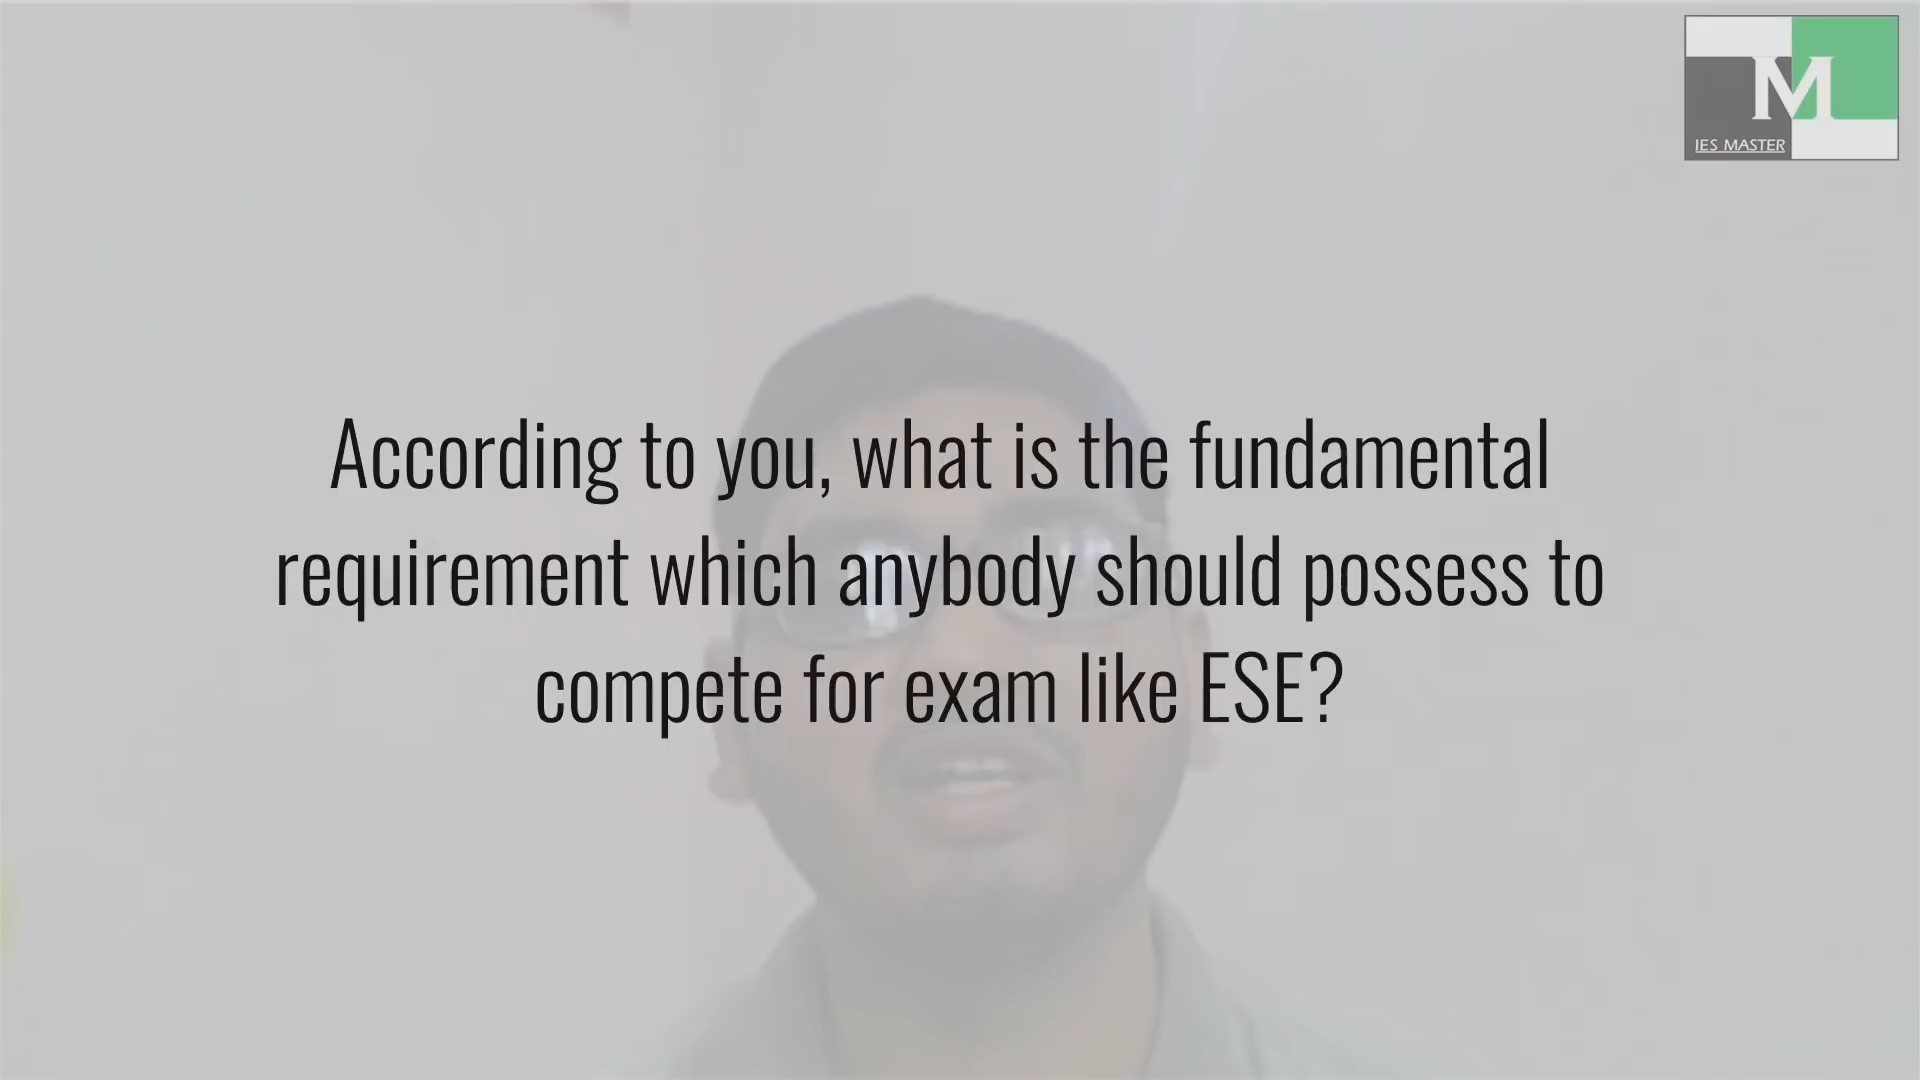 M
IES MASTER
According to you, what is the fundamental
requirement which anybody should possess to
compete for exam like ESE?